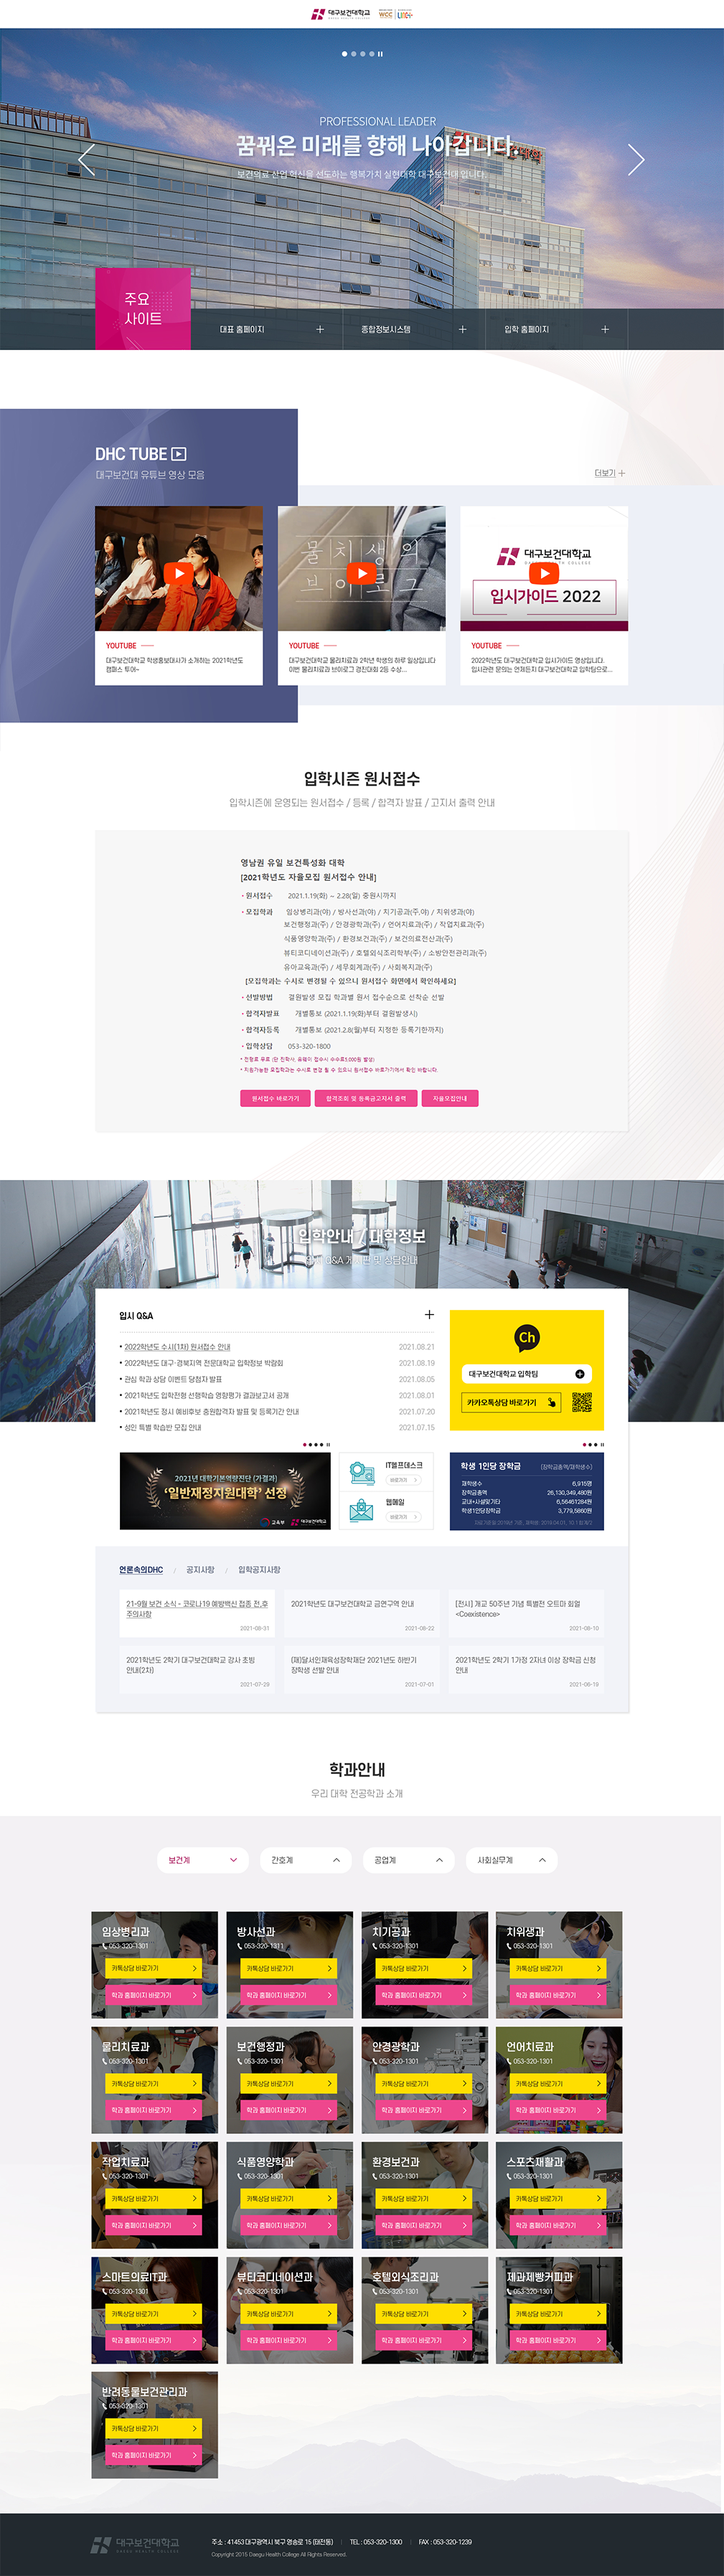 대구보건대학교
DAEGU HEALTH COLLEGE
WCC
LINC+
PROFESSIONAL LEADER
꿈꿔온 미래를 향해 나아갑니다.
보건의료 산업 혁신을 선도하는 행복가치 실현대학 대구보건대 입니다.
주요
사이트
대표 홈페이지
종합정보시스템
입학 홈페이지
DHC TUBE
대구보건대 유튜브 영상 모음
더보기
물치생의
브이로그
대구보건대학교
입시가이드 2022
YOUTUBE
대구보건대학교 학생홍보대사가 소개하는 2021학년도
캠퍼스 투어~
YOUTUBE
대구보건대학교 물리치료과 2학년 학생의 하루 일상입니다
이번 물리치료과 브이로그 경진대회 2등 수상...
YOUTUBE
2022학년도 대구보건대학교 입시가이드 영상입니다.
입시관련 문의는 언제든지 대구보건대학교 입학팀으로...
입학시즌 원서접수
입학시즌에 운영되는 원서접수 / 등록 / 합격자 발표 / 고지서 출력 안내
영남권 유일 보건특성화 대학
[2021학년도 자율모집 원서접수 안내]
• 원서접수 2021.1.19(화) ~ 2.28(일) 충원시까지
• 모집학과 임상병리과(야) / 방사선과(야) / 치기공과(주,야) / 치위생과(야)
보건행정과(주) / 안경광학과(주) / 언어치료과(주) / 작업치료과(주)
식품영양학과(주) / 환경보건과(주) / 보건의료전산과(주)
뷰티코디네이션과(주) / 호텔외식조리학부(주) / 소방안전관리과(주)
유아교육과(주) / 세무회계과(주) / 사회복지과(주)
[모집학과는 수시로 변경될 수 있으니 원서접수 화면에서 확인하세요]
• 선발방법 결원발생 모집 학과별 원서 접수순으로 선착순 선발
• 합격자발표 개별통보 (2021.1.19(화)부터 결원발생시)
• 합격자등록 개별통보 (2021.2.8(월)부터 지정한 등록기한까지)
• 입학상담 053-320-1800
* 전형료 무료 (단 진학사, 유웨이 접수시 수수료5,000원 발생)
* 지원가능한 모집학과는 수시로 변경 될 수 있으니 원서접수 바로가기에서 확인 바랍니다.
원서접수 바로가기
합격조회 및 등록금고지서 출력
자율모집안내
입학안내 / 대학정보
입시 Q&A 게시판 및 상담안내
입시 Q&A
• 2022학년도 수시(1차) 원서접수 안내 2021.08.21
• 2022학년도 대구·경북지역 전문대학교 입학정보 박람회 2021.08.19
• 관심 학과 상담 이벤트 당첨자 발표 2021.08.05
• 2021학년도 입학전형 선행학습 영향평가 결과보고서 공개 2021.08.01
• 2021학년도 정시 예비후보 충원합격자 발표 및 등록기간 안내 2021.07.20
• 성인 특별 학습반 모집 안내 2021.07.15
Ch
대구보건대학교 입학팀
카카오톡상담 바로가기
2021년 대학기본역량진단 (가결과)
'일반재정지원대학' 선정
교육부
대구보건대학교
IT헬프데스크
바로가기
웹메일
바로가기
학생 1인당 장학금 (장학금총액/재학생수)
재학생수 6,915명
장학금총액 26,130,349,480원
교내+사설및기타 6,56461284원
학생1인당장학금 3,779,5860원
언론속의DHC / 공지사항 / 입학공지사항
21-9월 보건 소식 - 코로나19 예방백신 접종 전,후
주의사항
2021-08-31
2021학년도 대구보건대학교 금연구역 안내
2021-08-22
[전시] 개교 50주년 기념 특별전 오트마 회얼
<Coexistence>
2021-08-10
2021학년도 2학기 대구보건대학교 강사 초빙
안내(2차)
2021-07-29
(재)달서인재육성장학재단 2021년도 하반기
장학생 선발 안내
2021-07-01
2021학년도 2학기 1가정 2자녀 이상 장학금 신청
안내
2021-06-18
학과안내
우리 대학 전공학과 소개
보건계
간호계
공업계
사회실무계
임상병리과
053-320-1301
카톡상담 바로가기
학과 홈페이지 바로가기
방사선과
053-320-1311
카톡상담 바로가기
학과 홈페이지 바로가기
치기공과
053-320-1301
카톡상담 바로가기
학과 홈페이지 바로가기
치위생과
053-320-1301
카톡상담 바로가기
학과 홈페이지 바로가기
물리치료과
053-320-1301
카톡상담 바로가기
학과 홈페이지 바로가기
보건행정과
053-320-1301
카톡상담 바로가기
학과 홈페이지 바로가기
안경광학과
053-320-1301
카톡상담 바로가기
학과 홈페이지 바로가기
언어치료과
053-320-1301
카톡상담 바로가기
학과 홈페이지 바로가기
작업치료과
053-320-1301
카톡상담 바로가기
학과 홈페이지 바로가기
식품영양학과
053-320-1301
카톡상담 바로가기
학과 홈페이지 바로가기
환경보건과
053-320-1301
카톡상담 바로가기
학과 홈페이지 바로가기
스포츠재활과
053-320-1301
카톡상담 바로가기
학과 홈페이지 바로가기
스마트의료IT과
053-320-1301
카톡상담 바로가기
학과 홈페이지 바로가기
뷰티코디네이션과
053-320-1301
카톡상담 바로가기
학과 홈페이지 바로가기
호텔외식조리과
053-320-1301
카톡상담 바로가기
학과 홈페이지 바로가기
제과제빵커피과
053-320-1301
카톡상담 바로가기
학과 홈페이지 바로가기
반려동물보건관리과
053-320-1301
카톡상담 바로가기
학과 홈페이지 바로가기
대구보건대학교
DAEGU HEALTH COLLEGE
주소 : 41453 대구광역시 북구 영송로 15 (태전동) | TEL : 053-320-1300 | FAX : 053-320-1239
Copyright 2015 Daegu Health College All Rights Reserved.